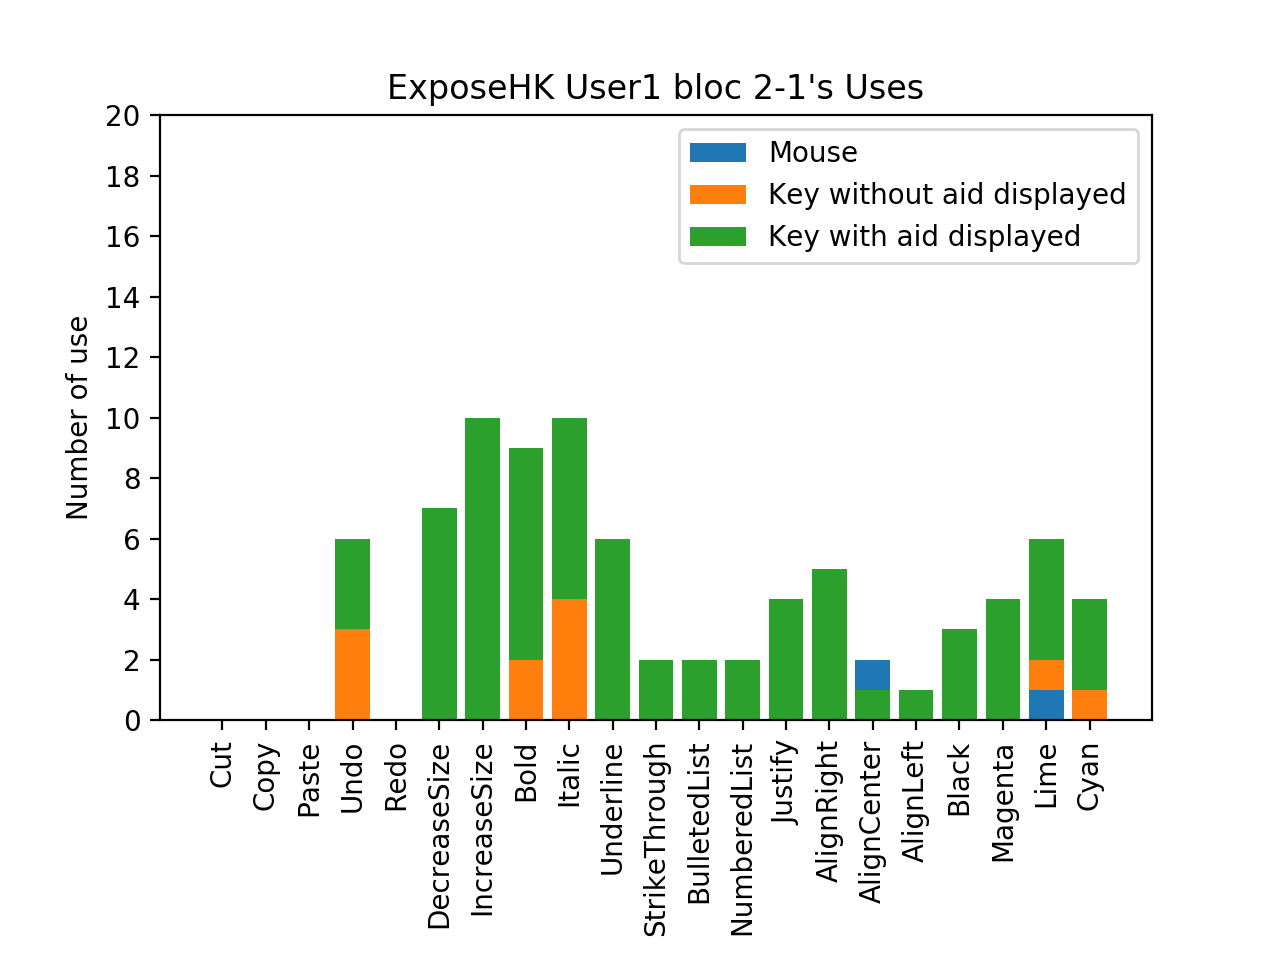 ExposeHK User1 bloc 2-1's Uses
Mouse
Key without aid displayed
Key with aid displayed
Number of use
20
18
16
14
12
10
8
6
4
2
0
Cut
Copy
Paste
Undo
Redo
DecreaseSize
IncreaseSize
Bold
Italic
Underline
StrikeThrough
BulletedList
NumberedList
Justify
AlignRight
AlignCenter
AlignLeft
Black
Magenta
Lime
Cyan